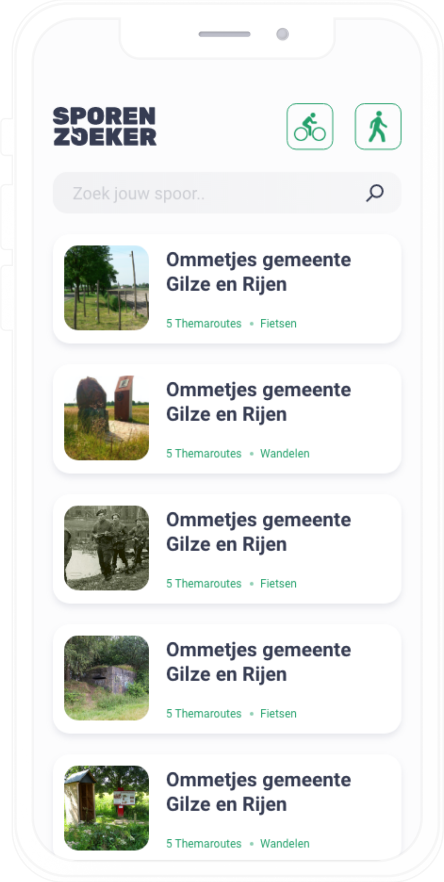 SPOREN
ZOEKER
Zoek jouw spoor..
Ommetjes gemeente
Gilze en Rijen
5 Themaroutes • Fietsen
Ommetjes gemeente
Gilze en Rijen
5 Themaroutes • Wandelen
Ommetjes gemeente
Gilze en Rijen
5 Themaroutes • Fietsen
Ommetjes gemeente
Gilze en Rijen
5 Themaroutes • Fietsen
Ommetjes gemeente
Gilze en Rijen
5 Themaroutes • Wandelen